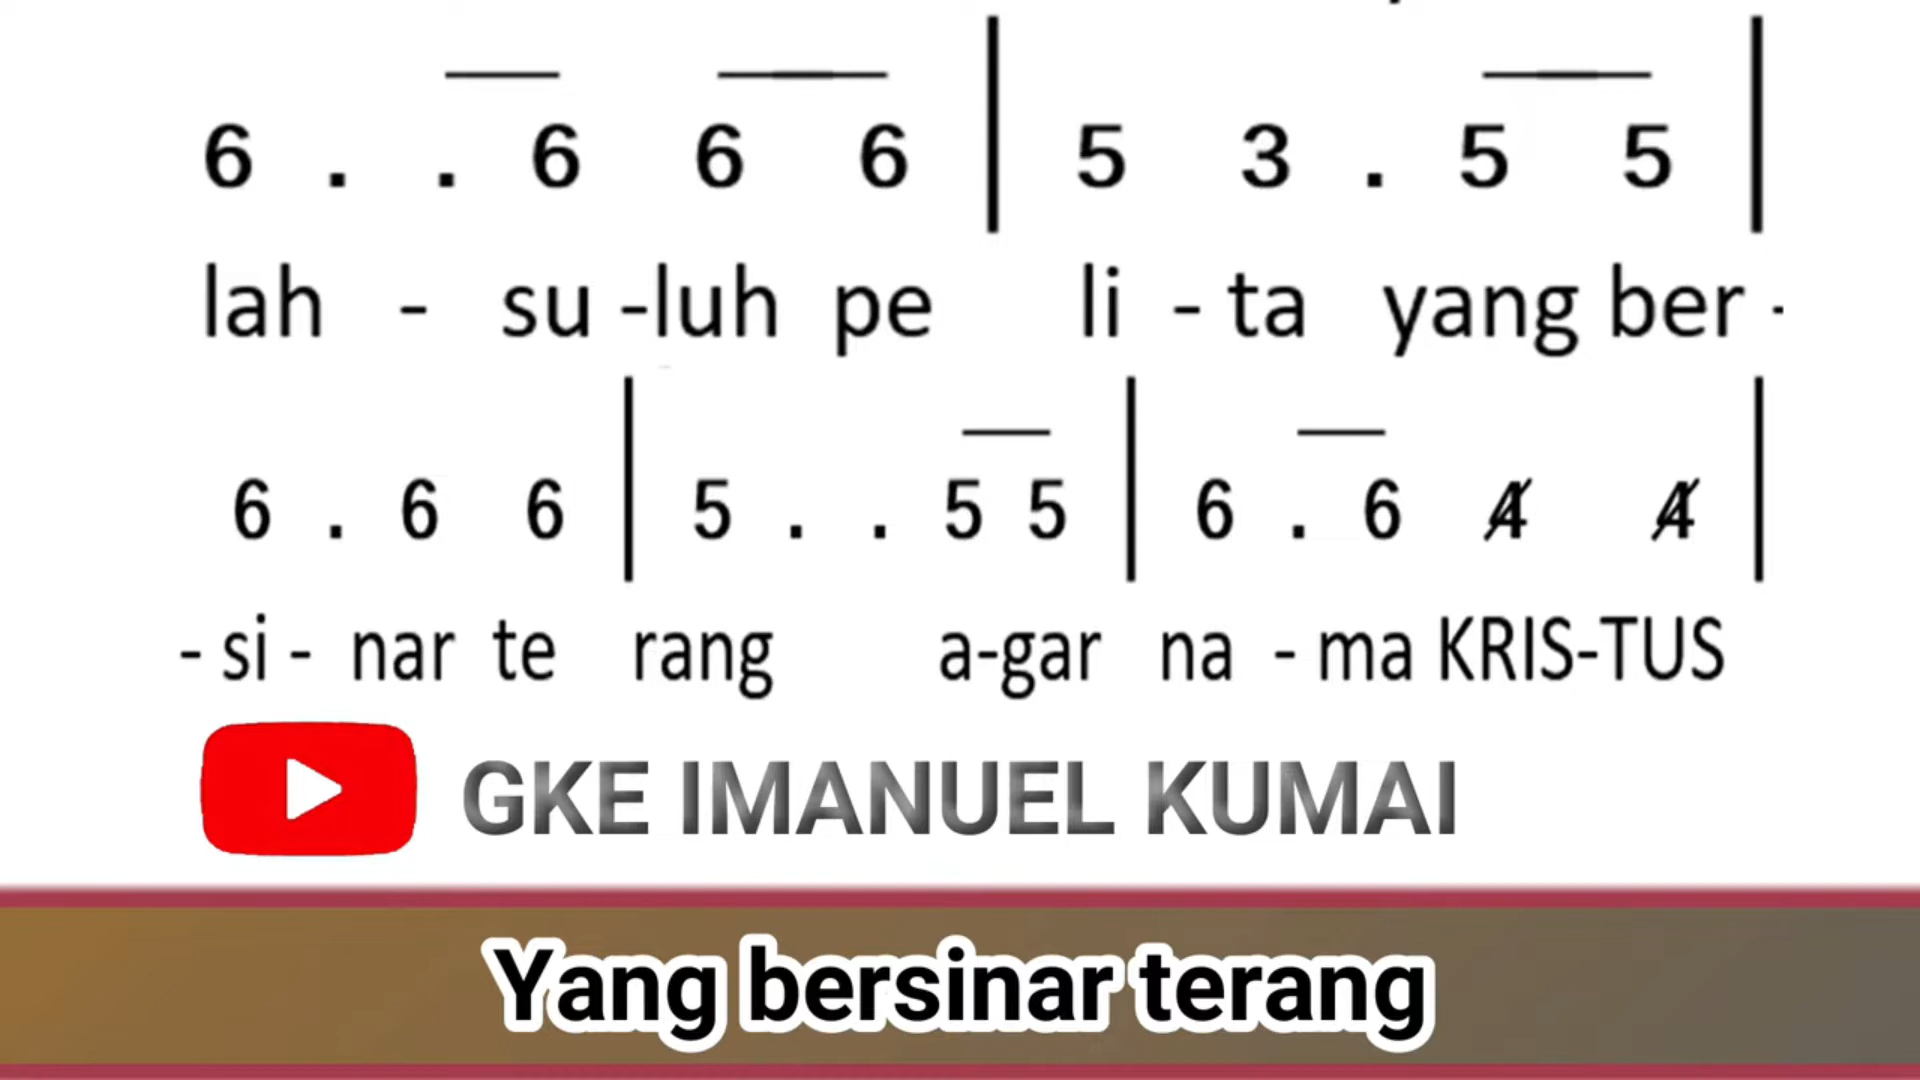 6 . . 6 6 6 | 5 3 . 5 5 |
lah - su -luh pe li - ta yang ber -
6 . 6 6 | 5 . . 5 5 | 6 . 6 4̸ 4̸ |
- si - nar te rang a-gar na - ma KRIS-TUS
GKE IMANUEL KUMAI
Yang bersinar terang